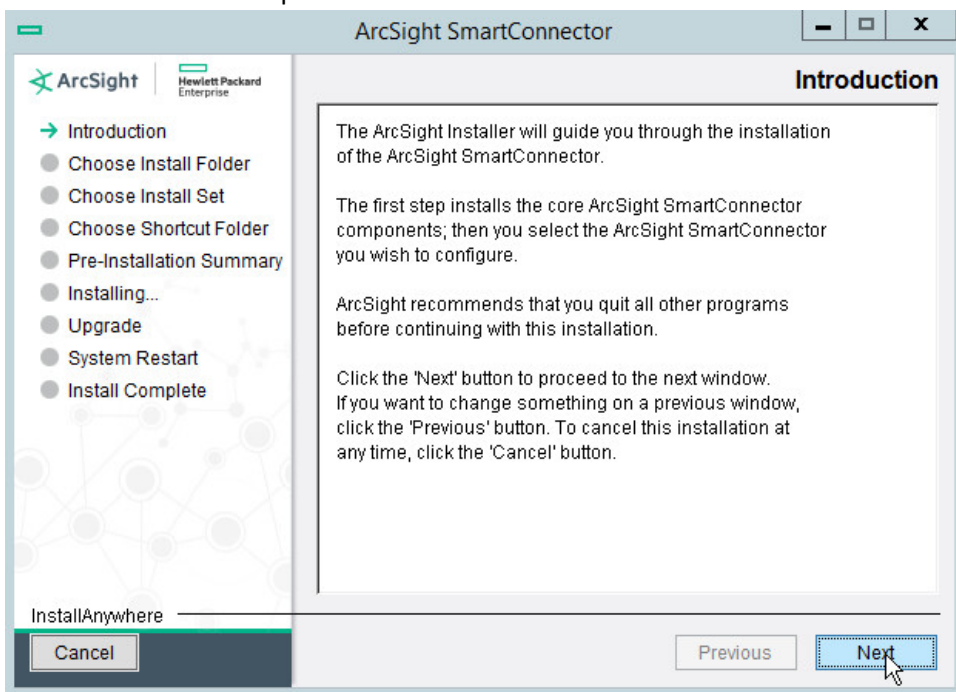 ArcSight SmartConnector
ArcSight
Hewlett Packard
Enterprise
Introduction
Introduction
Choose Install Folder
Choose Install Set
Choose Shortcut Folder
Pre-Installation Summary
Installing...
Upgrade
System Restart
Install Complete
The ArcSight Installer will guide you through the installation
of the ArcSight SmartConnector.
The first step installs the core ArcSight SmartConnector
components; then you select the ArcSight SmartConnector
you wish to configure.
ArcSight recommends that you quit all other programs
before continuing with this installation.
Click the 'Next' button to proceed to the next window.
If you want to change something on a previous window,
click the 'Previous' button. To cancel this installation at
any time, click the 'Cancel' button.
InstallAnywhere
Cancel
Previous
Next